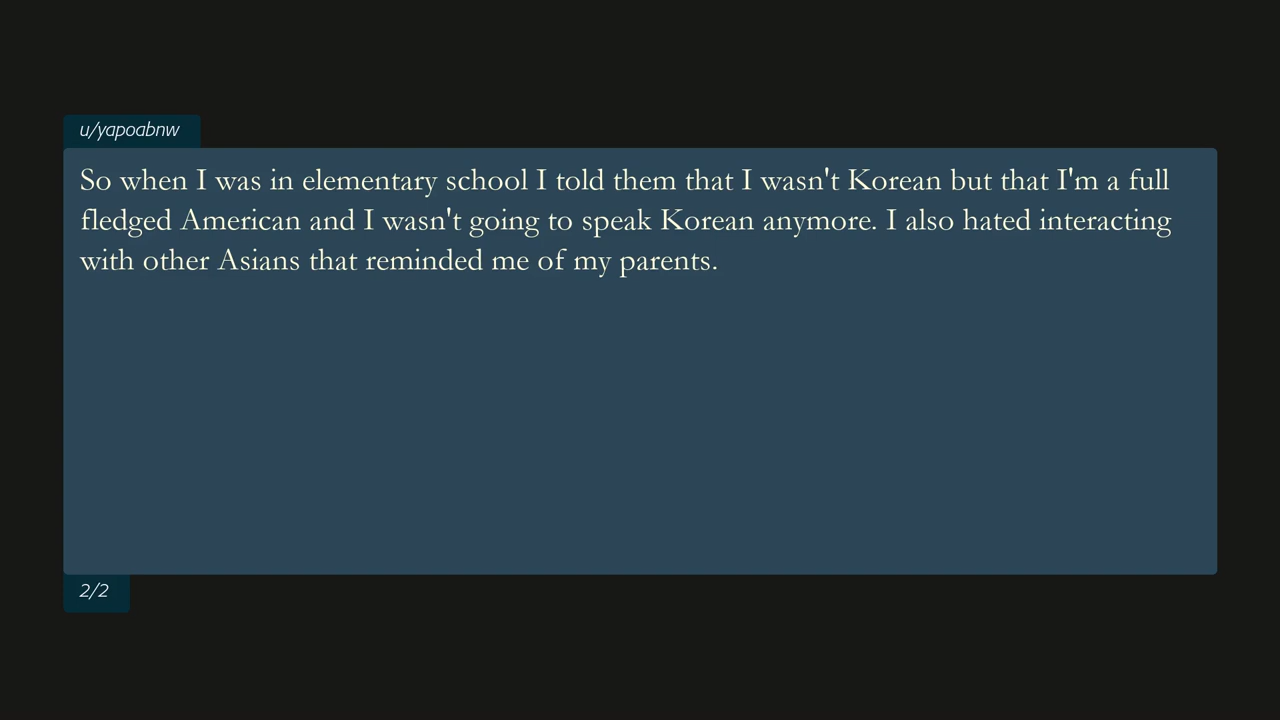 u/yapoabnw
So when I was in elementary school I told them that I wasn't Korean but that I'm a full
fledged American and I wasn't going to speak Korean anymore. I also hated interacting
with other Asians that reminded me of my parents.
2/2